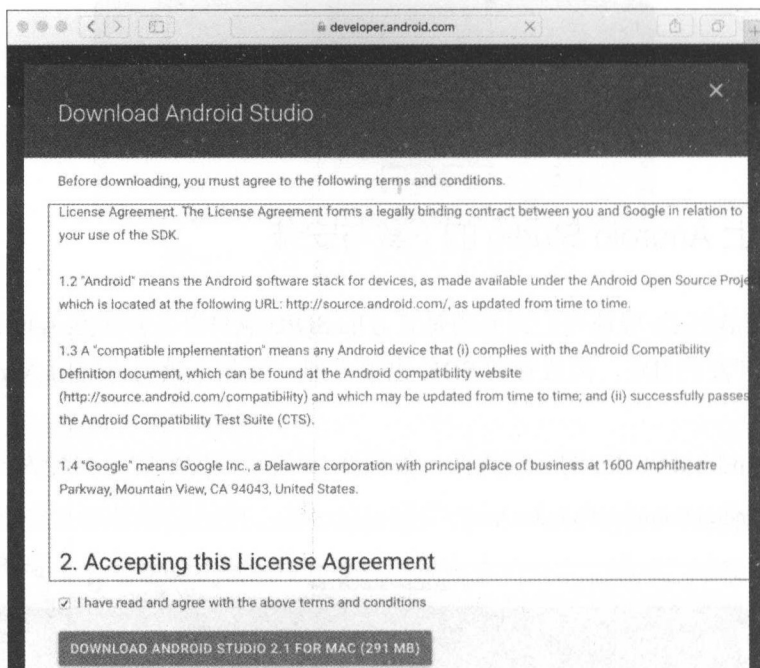 developer.android.com
Download Android Studio
Before downloading, you must agree to the following terms and conditions.
License Agreement. The License Agreement forms a legally binding contract between you and Google in relation to
your use of the SDK.
1.2 "Android" means the Android software stack for devices, as made available under the Android Open Source Proje
which is located at the following URL: http://source.android.com/, as updated from time to time.
1.3 A "compatible implementation" means any Android device that (i) complies with the Android Compatibility
Definition document, which can be found at the Android compatibility website
(http://source.android.com/compatibility) and which may be updated from time to time; and (ii) successfully passes
the Android Compatibility Test Suite (CTS).
1.4 "Google" means Google Inc., a Delaware corporation with principal place of business at 1600 Amphitheatre
Parkway, Mountain View, CA 94043, United States.
2. Accepting this License Agreement
I have read and agree with the above terms and conditions
DOWNLOAD ANDROID STUDIO 2.1 FOR MAC (291 MB)